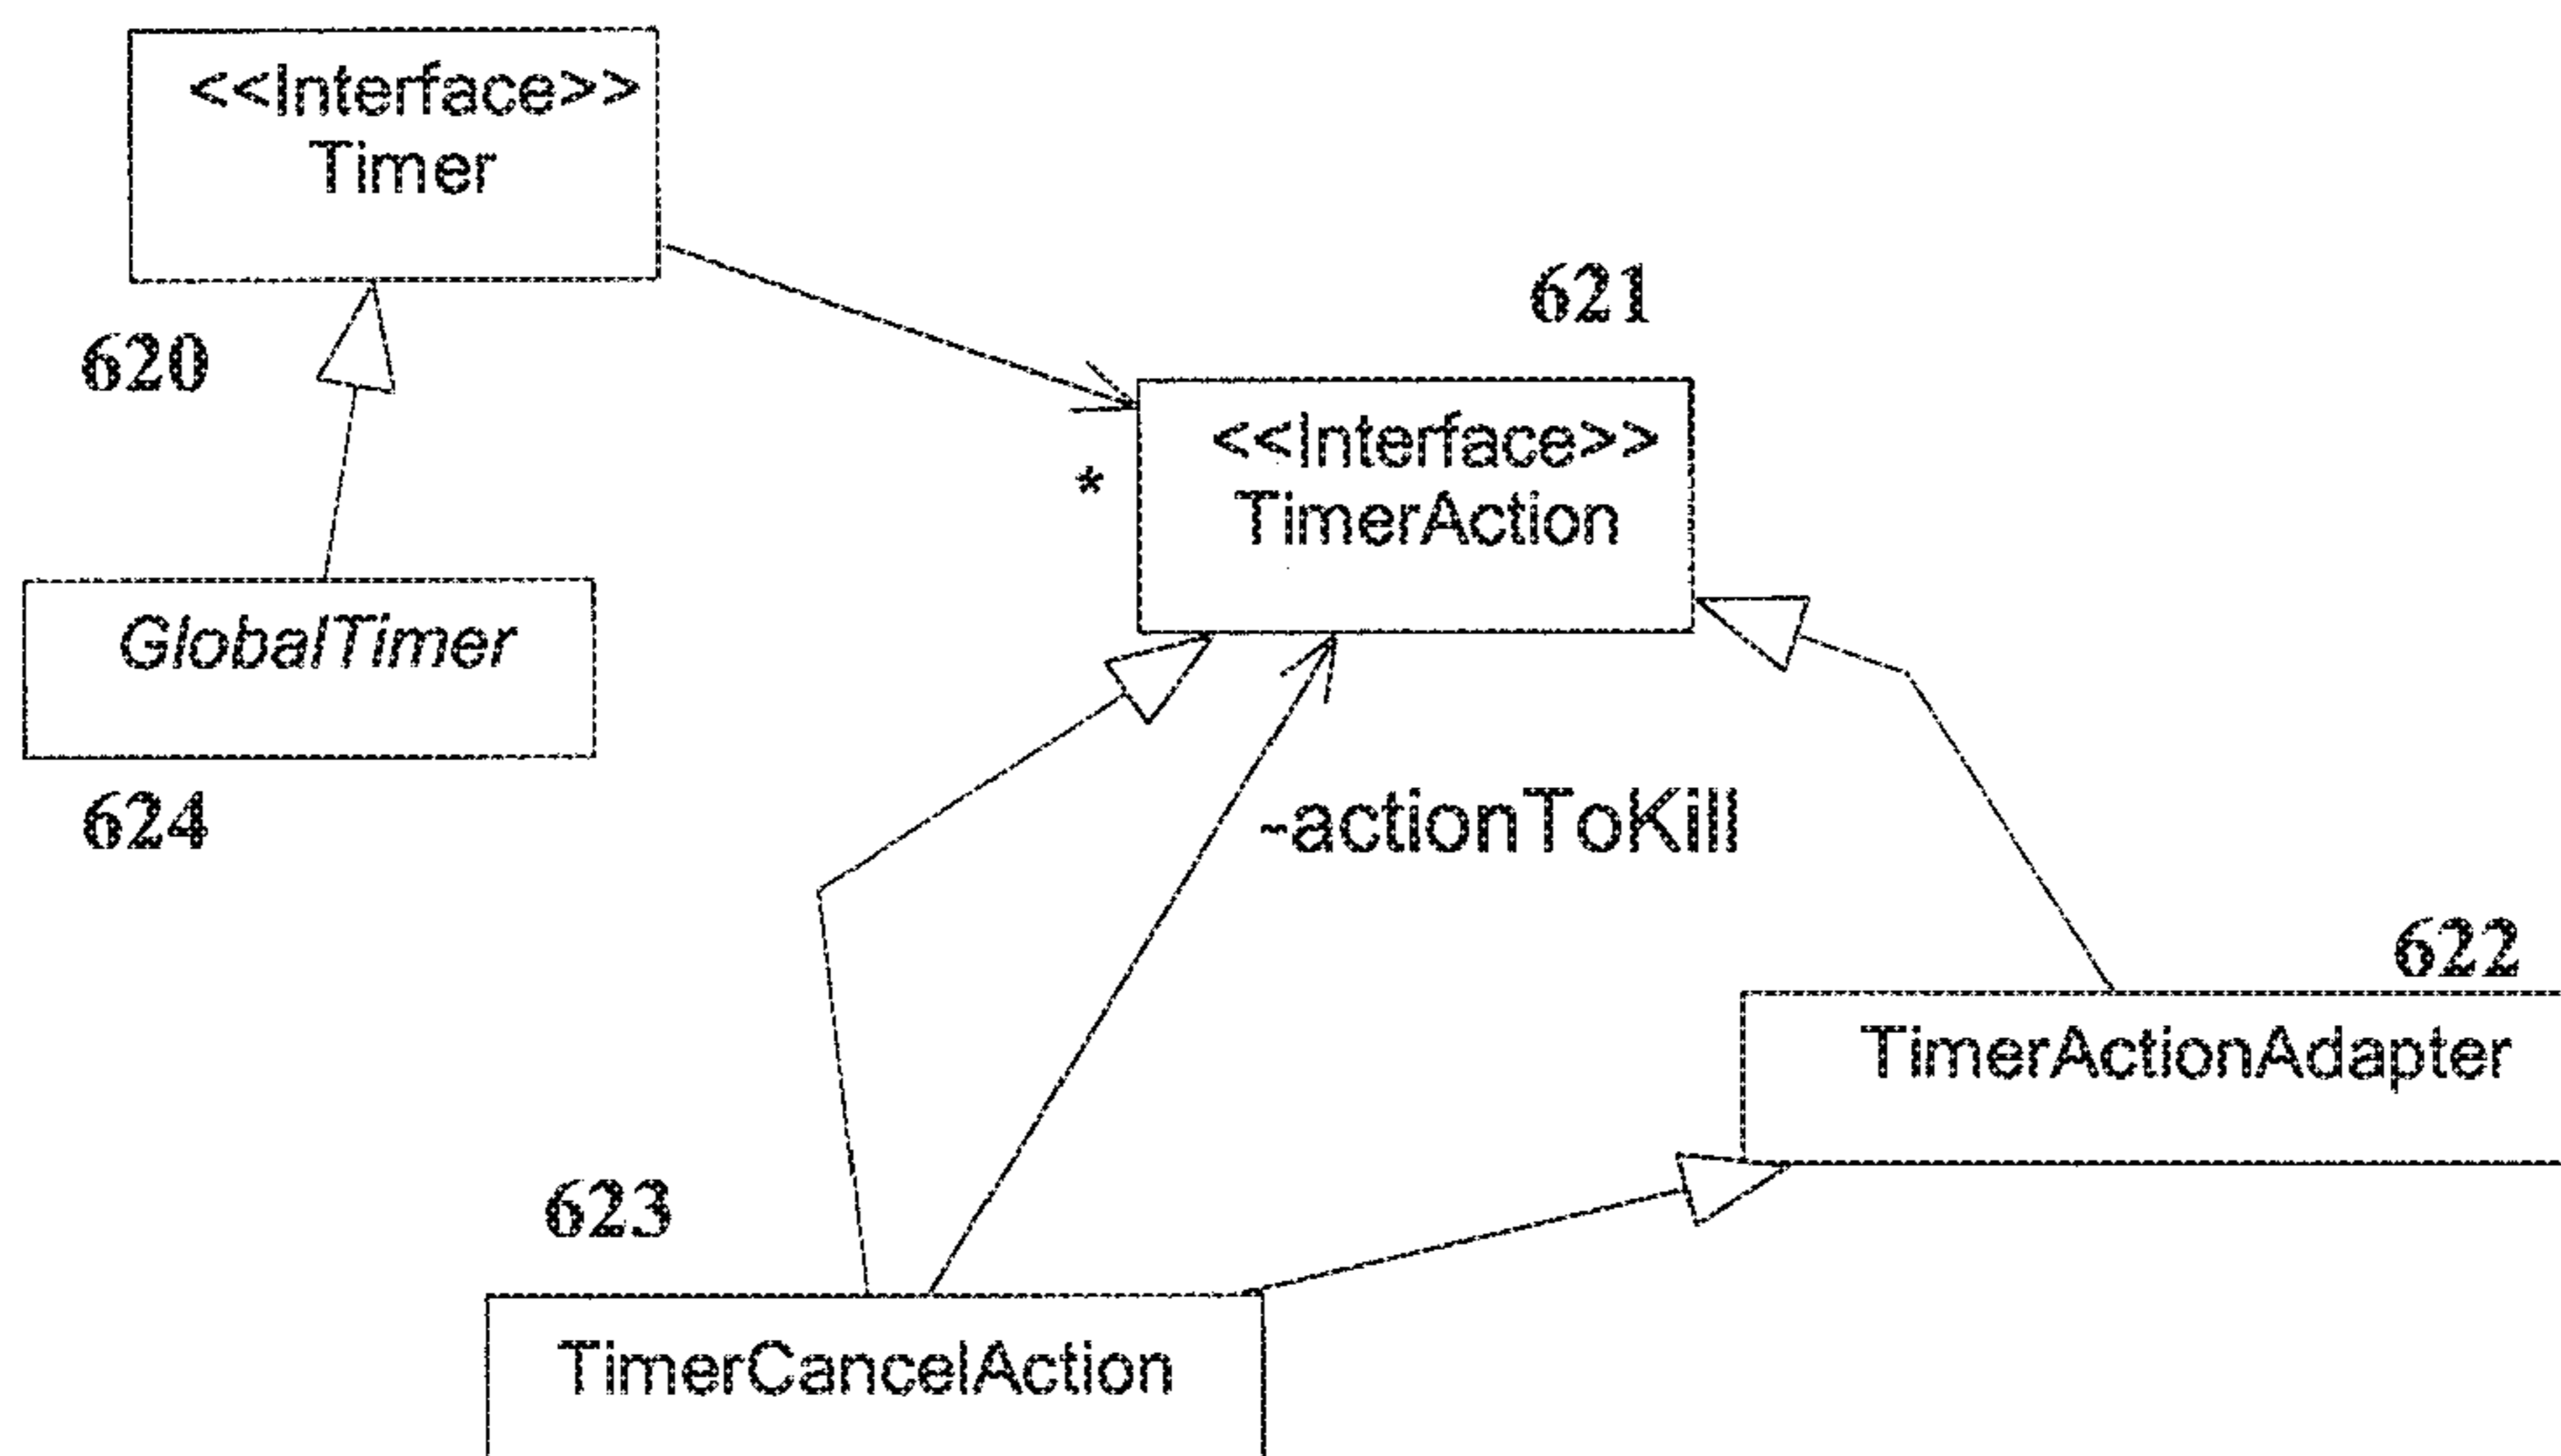 <<Interface>>
Timer
620
621
<<Interface>>
TimerAction
*
GlobalTimer
624
-actionToKill
622
TimerActionAdapter
623
TimerCancelAction